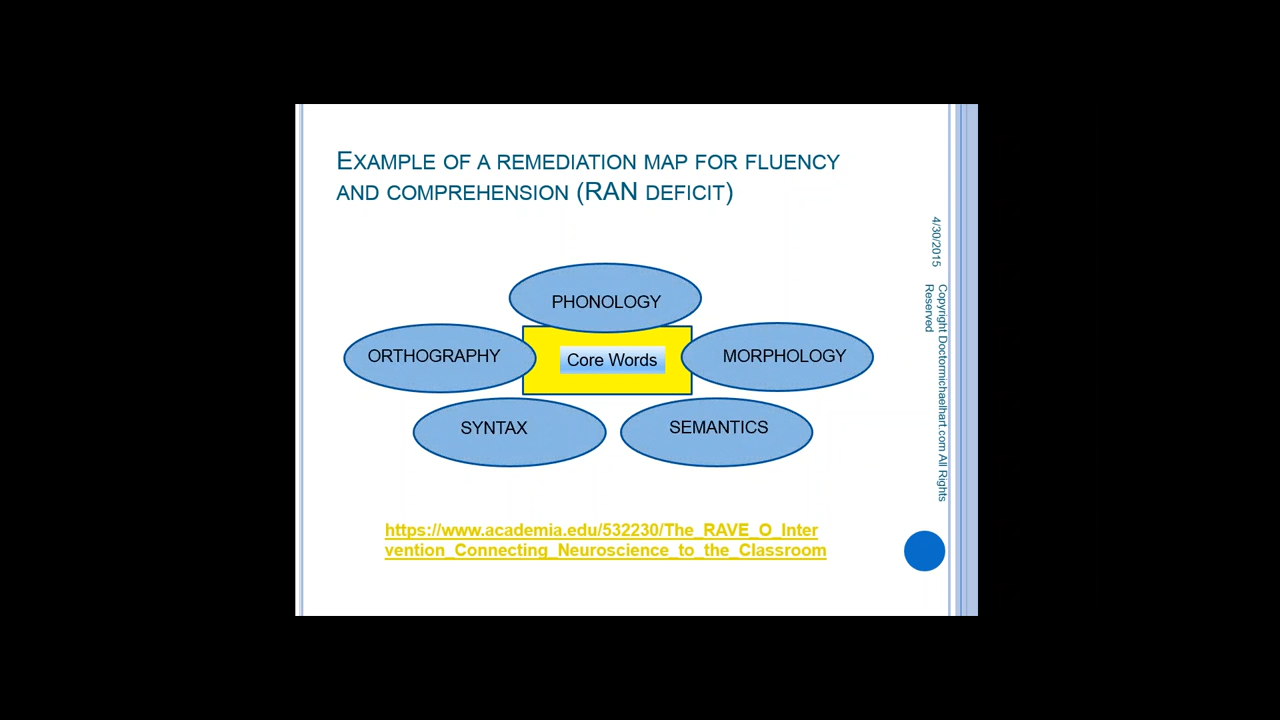 EXAMPLE OF A REMEDIATION MAP FOR FLUENCY
AND COMPREHENSION (RAN DEFICIT)
PHONOLOGY
ORTHOGRAPHY
Core Words
MORPHOLOGY
SYNTAX
SEMANTICS
https://www.academia.edu/532230/The_RAVE_O_Inter
vention_Connecting_Neuroscience_to_the_Classroom
4/30/2015
Copyright Doctormichaelhart.com All Rights
Reserved